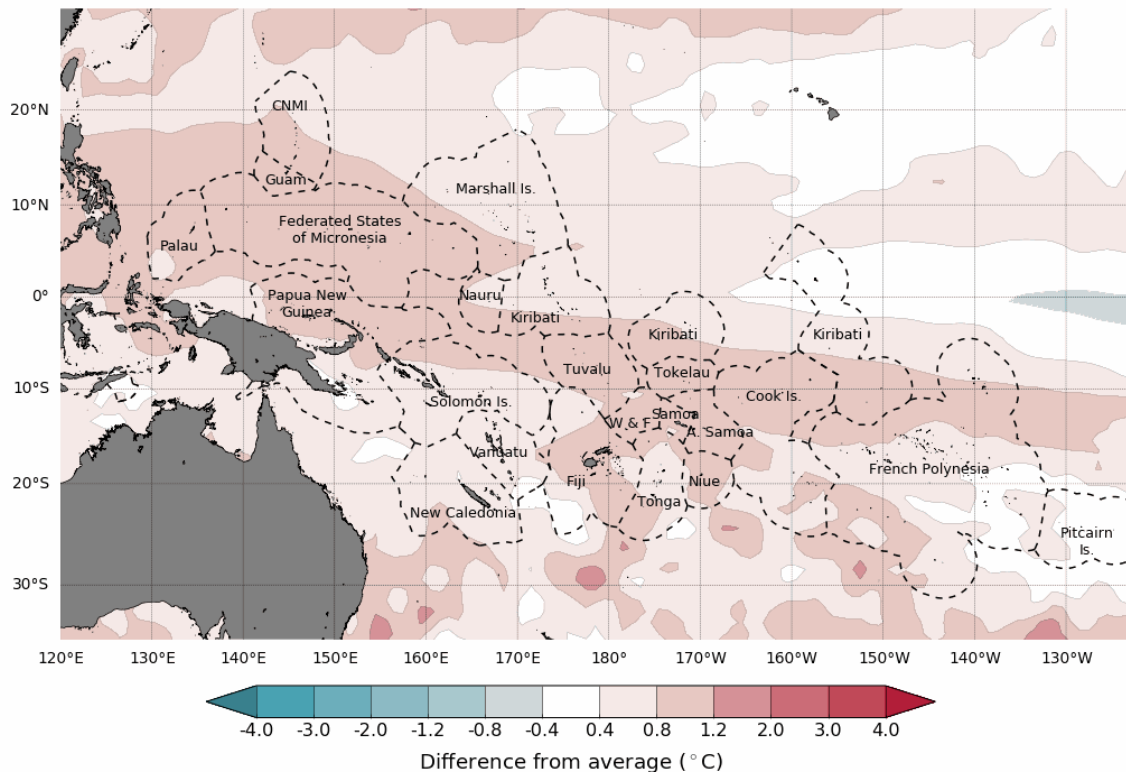 20°N
CNMI
Guam
Marshall Is.
10°N
Federated States
of Micronesia
Palau
0°
Papua New
Guinea
Nauru
Kiribati
Kiribati
Kiribati
Tuvalu
Tokelau
10°S
Solomon Is.
Cook Is.
W & F
Samoa
A. Samoa
Vanuatu
French Polynesia
20°S
Fiji
Niue
Tonga
New Caledonia
Pitcairn
Is.
30°S
120°E 130°E 140°E 150°E 160°E 170°E 180° 170°W 160°W 150°W 140°W 130°W
-4.0 -3.0 -2.0 -1.2 -0.8 -0.4 0.4 0.8 1.2 2.0 3.0 4.0
Difference from average (°C)